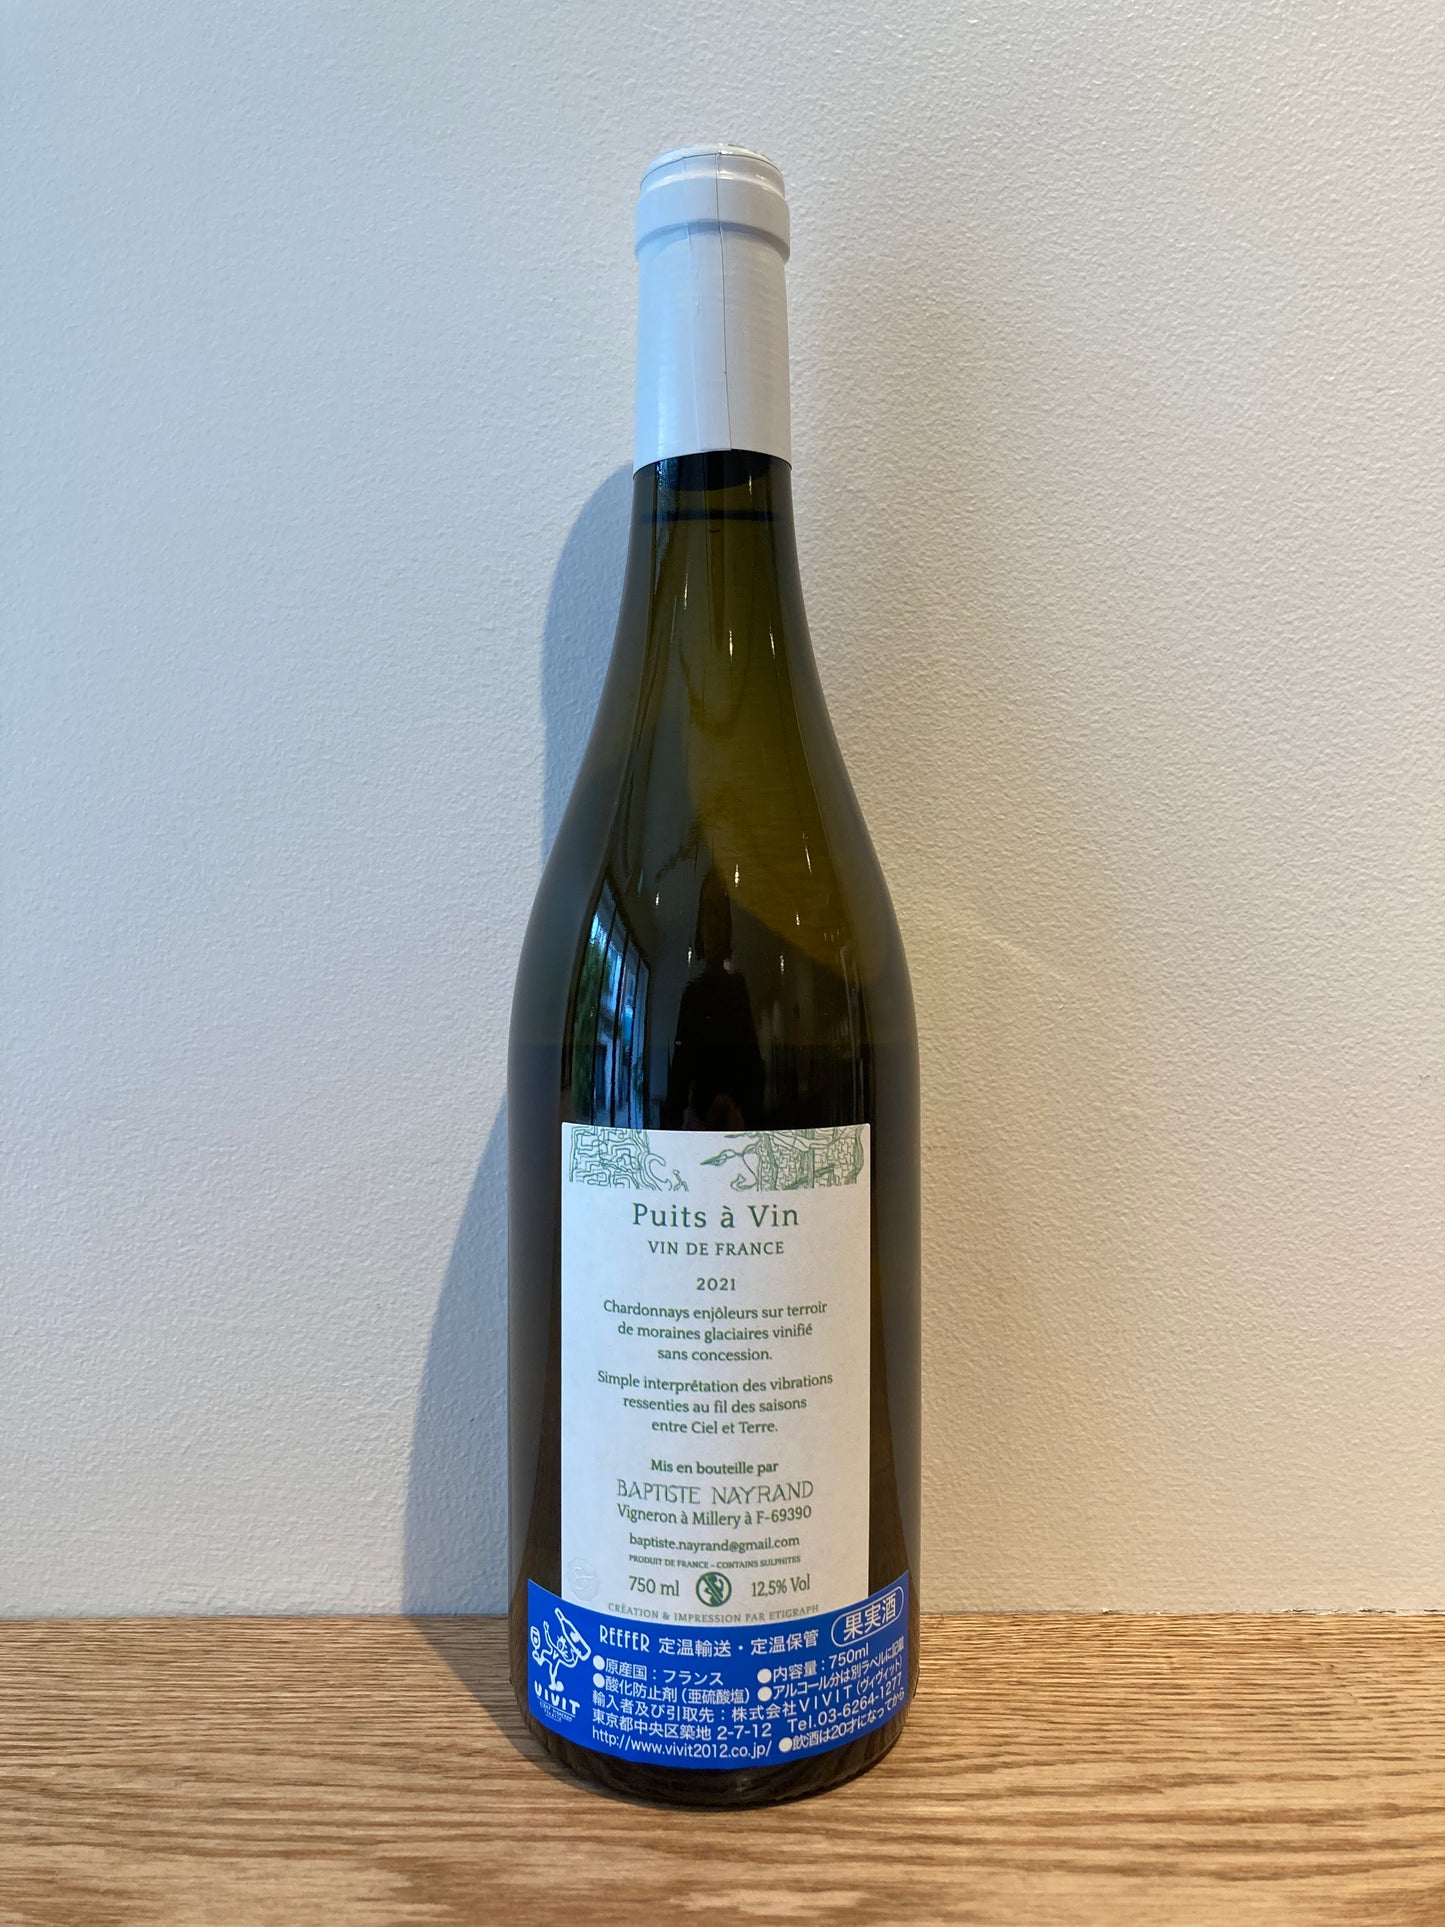 Puits à Vin
VIN DE FRANCE
2021
Chardonnays enjôleurs sur terroir
de moraines glaciaires vinifié
sans concession.
Simple interprétation des vibrations
ressenties au fil des saisons
entre Ciel et Terre.
Mis en bouteille par
BAPTISTE NAYRAND
Vigneron à Millery à F-69390
baptiste.nayrand@gmail.com
PRODUIT DE FRANCE - CONTAINS SULPHITES
750 ml 12,5% Vol
CRÉATION & IMPRESSION PAR ETIGRAPH
REEFER 定温輸送・定温保管 果実酒
●原産国：フランス ●内容量：750ml
●酸化防止剤（亜硫酸塩） ●アルコール分は別ラベルに記載
輸入者及び引取先：株式会社VIVIT（ヴィヴィット）
東京都中央区築地 2-7-12 Tel.03-6264-1277
http://www.vivit2012.co.jp/ ●飲酒は20才になってから
VIVIT